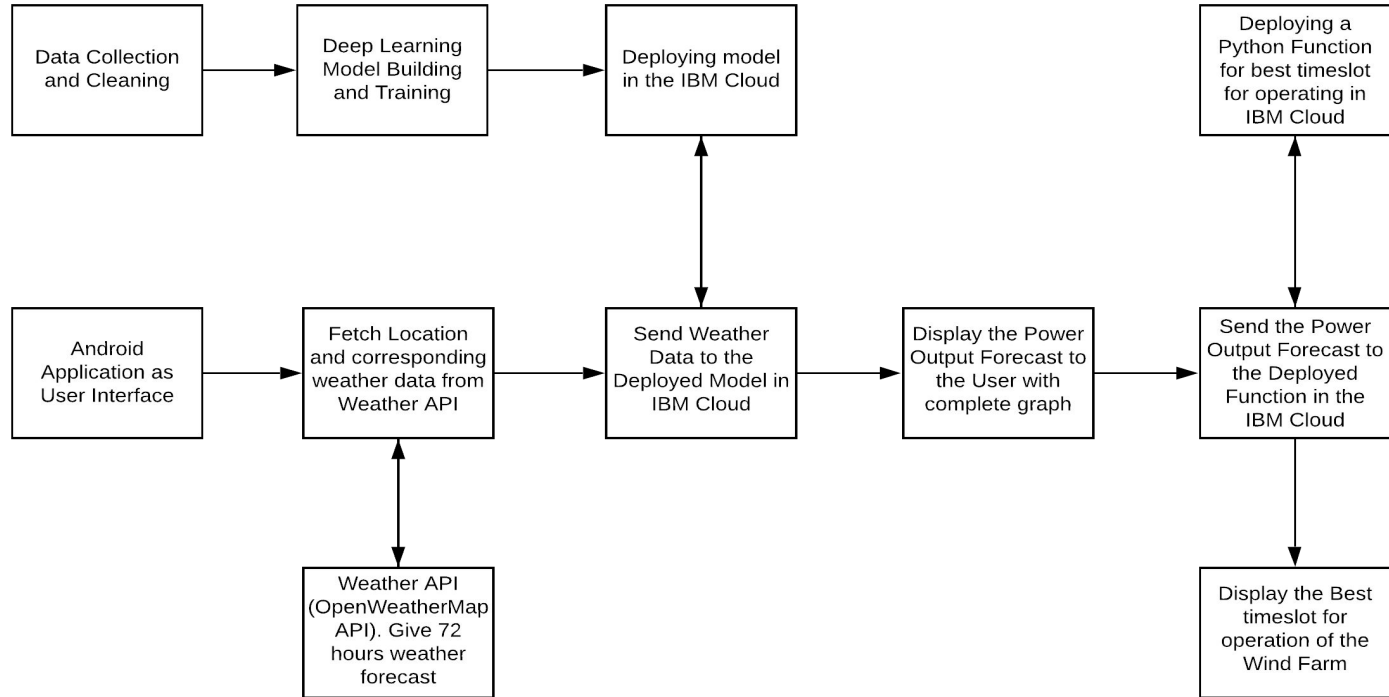 Data Collection
and Cleaning
Deep Learning
Model Building
and Training
Deploying model
in the IBM Cloud
Deploying a
Python Function
for best timeslot
for operating in
IBM Cloud
Android
Application as
User Interface
Fetch Location
and corresponding
weather data from
Weather API
Send Weather
Data to the
Deployed Model in
IBM Cloud
Display the Power
Output Forecast to
the User with
complete graph
Send the Power
Output Forecast to
the Deployed
Function in the
IBM Cloud
Weather API
(OpenWeatherMap
API). Give 72
hours weather
forecast
Display the Best
timeslot for
operation of the
Wind Farm